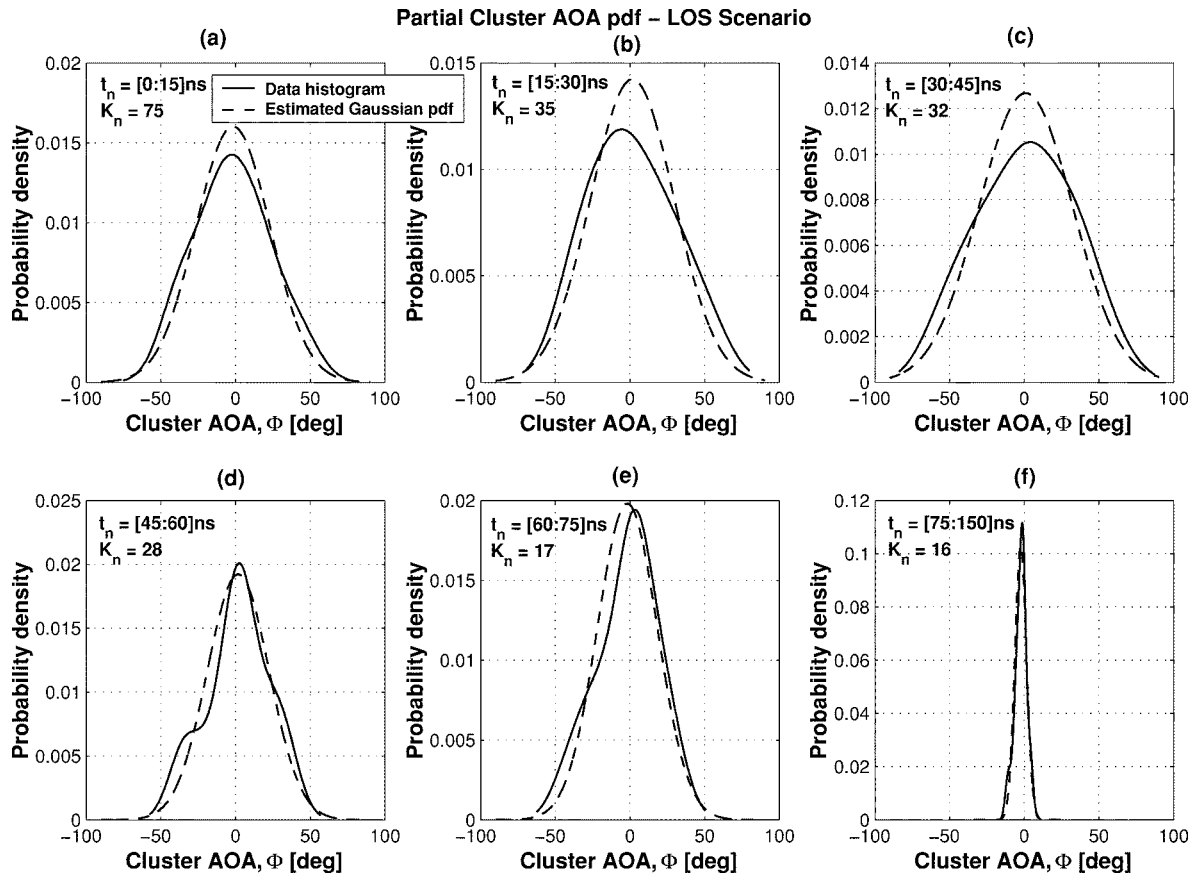 Partial Cluster AOA pdf – LOS Scenario
(a)
t_n = [0:15]ns
K_n = 75
Data histogram
Estimated Gaussian pdf
0.02
0.015
0.01
0.005
0
Probability density
−100 −50 0 50 100
Cluster AOA, Φ [deg]
(b)
t_n = [15:30]ns
K_n = 35
0.015
0.01
0.005
0
Probability density
−100 −50 0 50 100
Cluster AOA, Φ [deg]
(c)
t_n = [30:45]ns
K_n = 32
0.014
0.012
0.01
0.008
0.006
0.004
0.002
0
Probability density
−100 −50 0 50 100
Cluster AOA, Φ [deg]
(d)
t_n = [45:60]ns
K_n = 28
0.025
0.02
0.015
0.01
0.005
0
Probability density
−100 −50 0 50 100
Cluster AOA, Φ [deg]
(e)
t_n = [60:75]ns
K_n = 17
0.02
0.015
0.01
0.005
0
Probability density
−100 −50 0 50 100
Cluster AOA, Φ [deg]
(f)
t_n = [75:150]ns
K_n = 16
0.12
0.1
0.08
0.06
0.04
0.02
0
Probability density
−100 −50 0 50 100
Cluster AOA, Φ [deg]